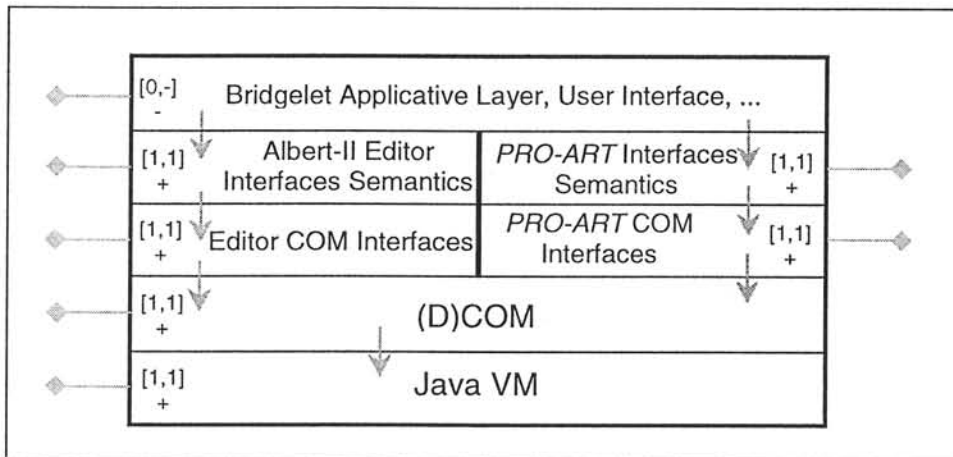 [0,-]
-
Bridgelet Applicative Layer, User Interface, ...
[1,1]
+
Albert-II Editor
Interfaces Semantics
PRO-ART Interfaces
Semantics
[1,1]
+
[1,1]
+
Editor COM Interfaces
PRO-ART COM
Interfaces
[1,1]
+
[1,1]
+
(D)COM
[1,1]
+
Java VM